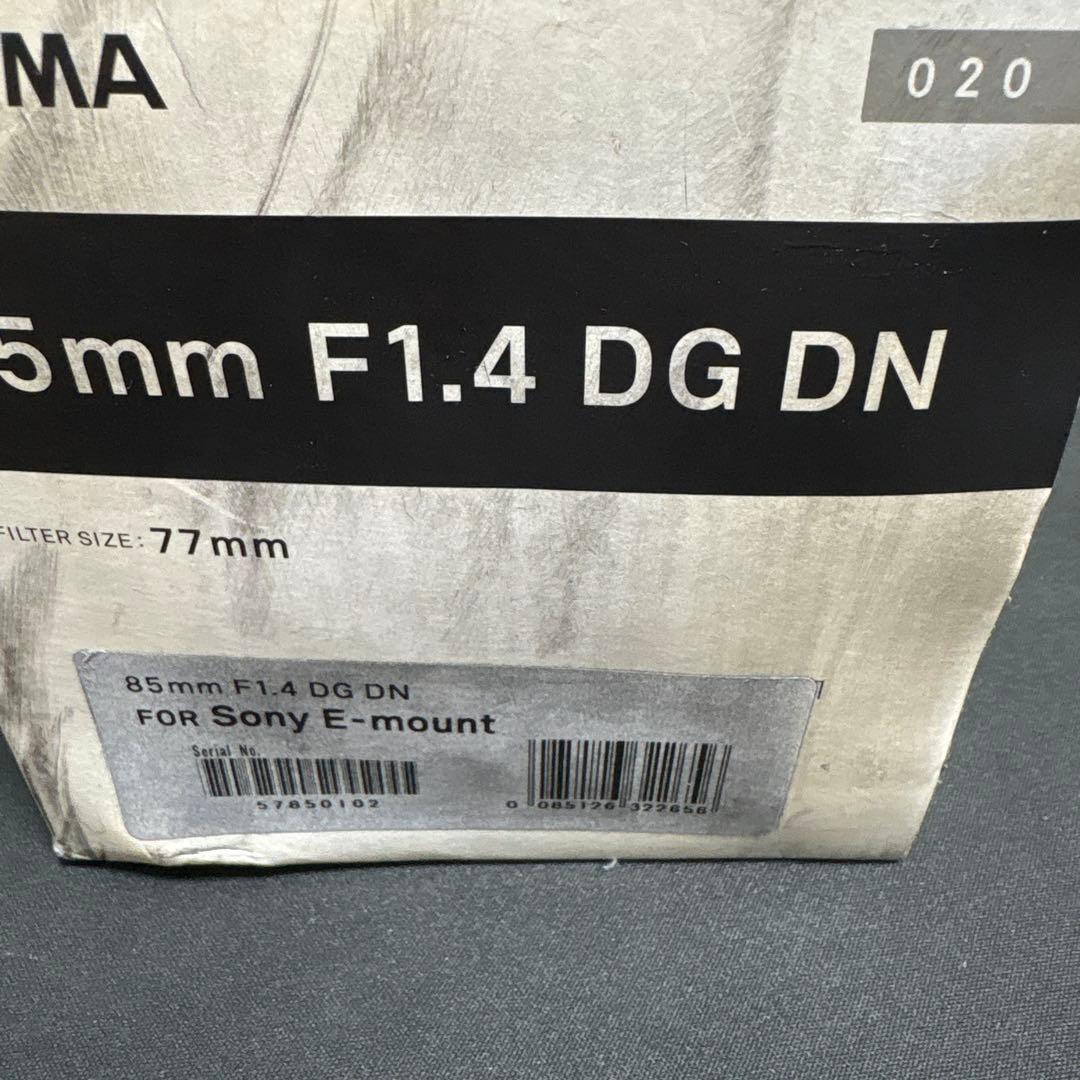 MA
020
5mm F1.4 DG DN
FILTER SIZE: 77mm
85mm F1.4 DG DN
FOR Sony E-mount
Serial No.
57850102
0 085126 322656